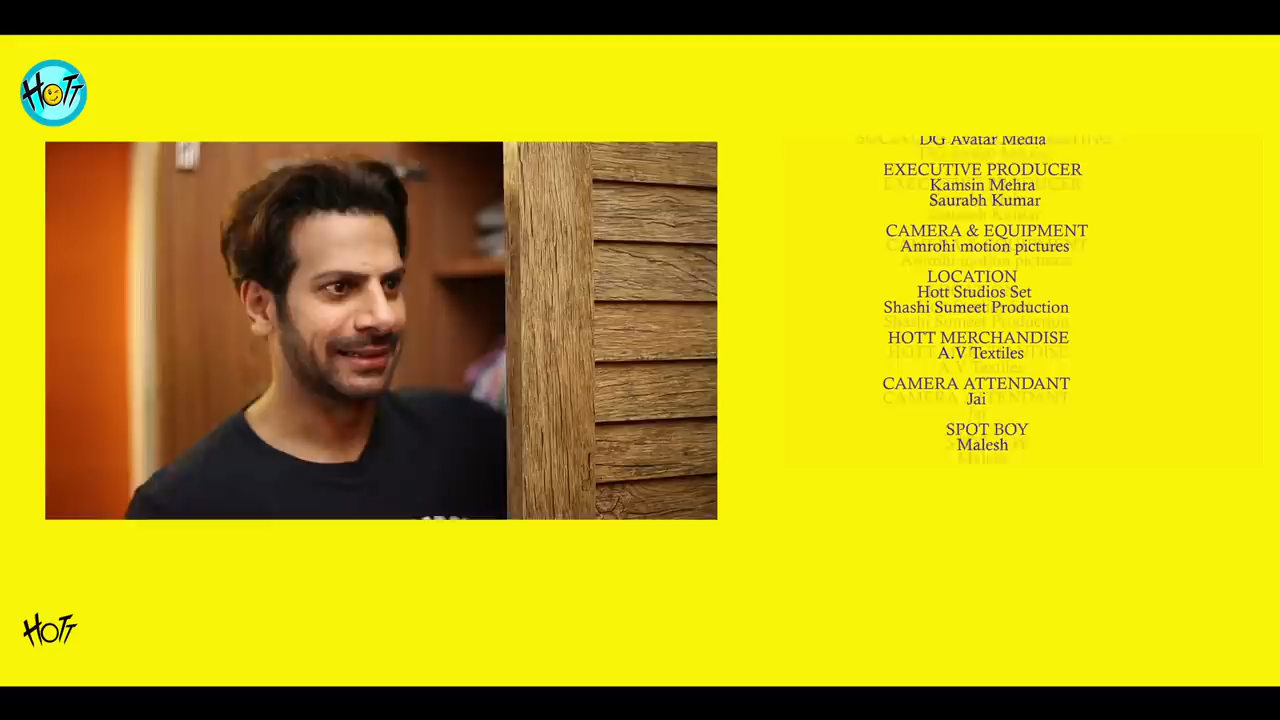 HOTT
DG Avatar Media
EXECUTIVE PRODUCER
Kamsin Mehra
Saurabh Kumar
CAMERA & EQUIPMENT
Amrohi motion pictures
LOCATION
Hott Studios Set
Shashi Sumeet Production
HOTT MERCHANDISE
A.V Textiles
CAMERA ATTENDANT
Jai
SPOT BOY
Malesh
HOTT